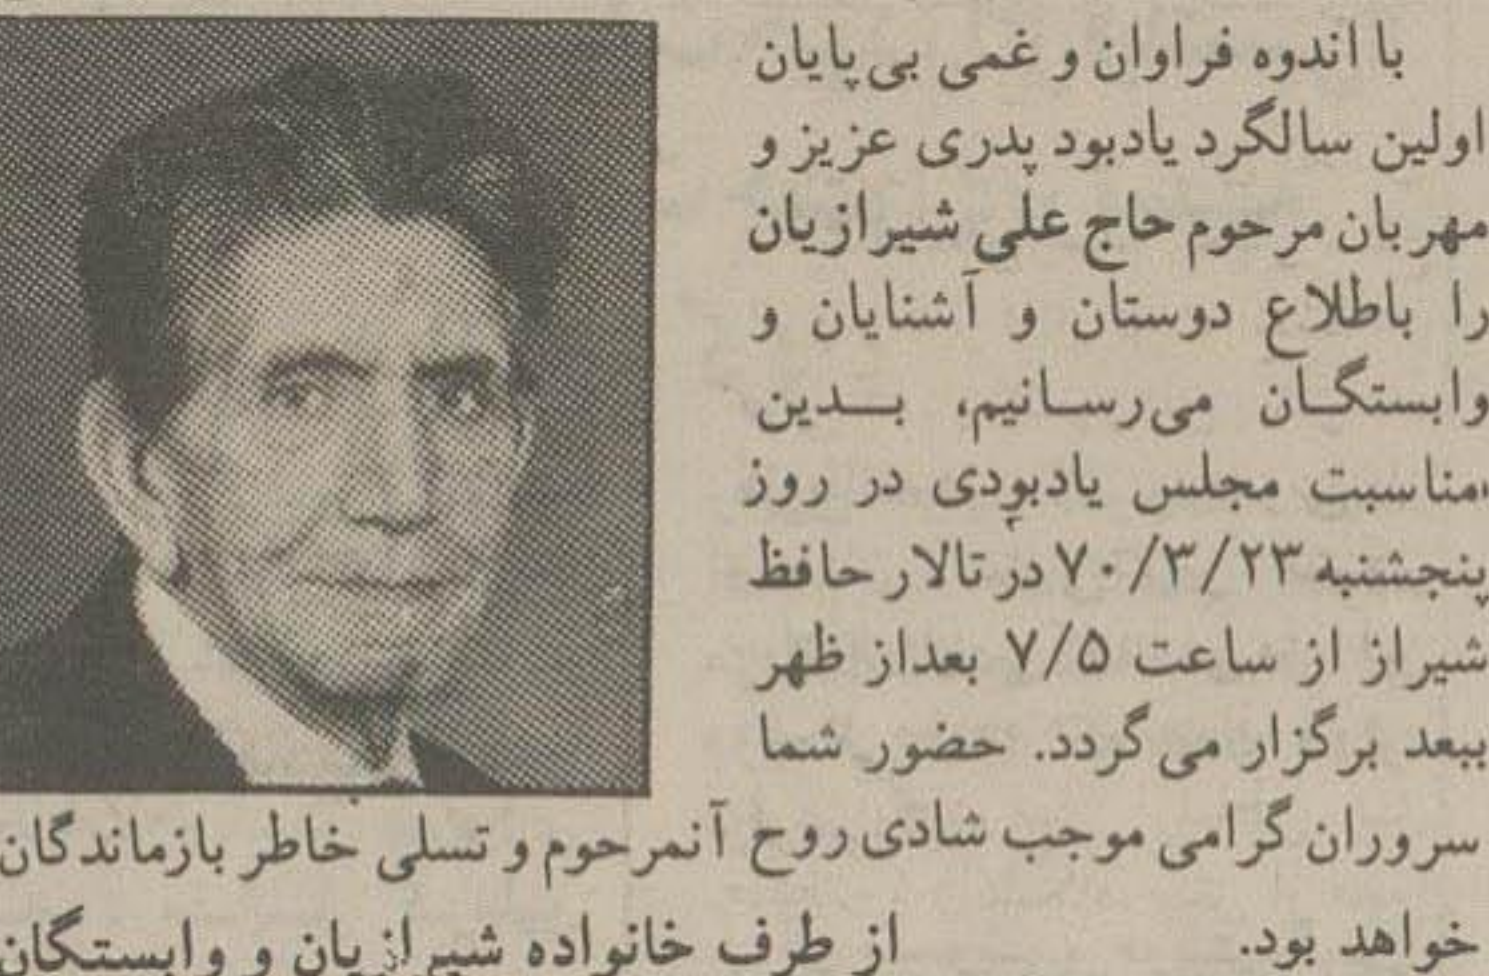 با اندوه فراوان و غمی بی‌پایان
اولین سالگرد یادبود پدری عزیز و
مهربان مرحوم حاج علی شیرازیان
را باطلاع دوستان و آشنایان و
وابستگان می‌رسانیم، بدین
مناسبت مجلس یادبودی در روز
پنجشنبه ۷۰/۳/۲۳ در تالار حافظ
شیراز از ساعت ۷/۵ بعداز ظهر
ببعد برگزار می‌گردد. حضور شما
سروران گرامی موجب شادی روح آنمرحوم و تسلی خاطر بازماندگان
خواهد بود.
از طرف خانواده شیرازیان و وابستگان